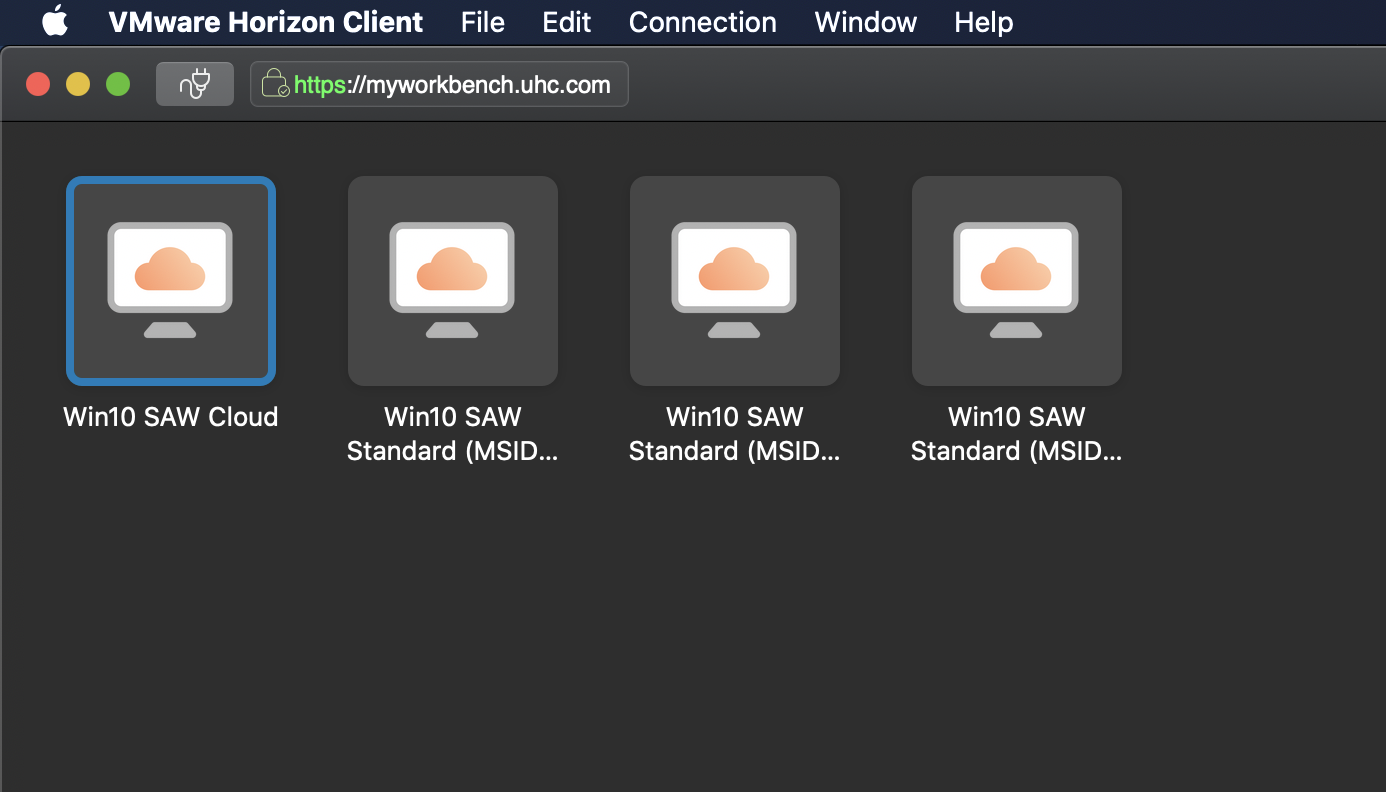 VMware Horizon Client File Edit Connection Window Help
https://myworkbench.uhc.com
Win10 SAW Cloud
Win10 SAW
Standard (MSID...
Win10 SAW
Standard (MSID...
Win10 SAW
Standard (MSID...